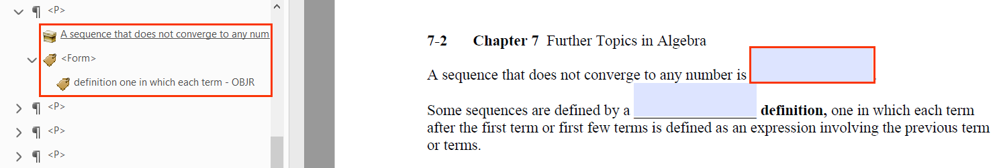 <P>
A sequence that does not converge to any num
<Form>
definition one in which each term - OBJR
<P>
<P>
<P>
7-2 Chapter 7 Further Topics in Algebra
A sequence that does not converge to any number is .
Some sequences are defined by a definition, one in which each term
after the first term or first few terms is defined as an expression involving the previous term
or terms.